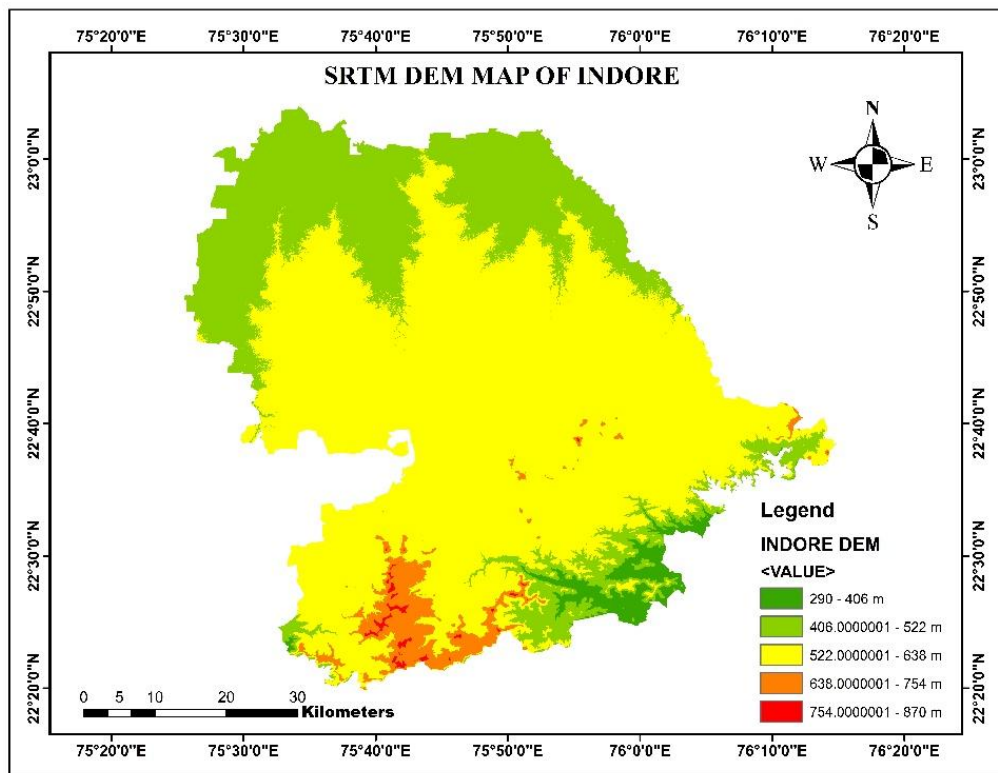 75°20'0"E 75°30'0"E 75°40'0"E 75°50'0"E 76°0'0"E 76°10'0"E 76°20'0"E
SRTM DEM MAP OF INDORE
N
W E
S
23°0'0"N 23°0'0"N
22°50'0"N 22°50'0"N
22°40'0"N 22°40'0"N
22°30'0"N 22°30'0"N
22°20'0"N 22°20'0"N
Legend
INDORE DEM
<VALUE>
290 - 406 m
406.0000001 - 522 m
522.0000001 - 638 m
638.0000001 - 754 m
754.0000001 - 870 m
0 5 10 20 30
Kilometers
75°20'0"E 75°30'0"E 75°40'0"E 75°50'0"E 76°0'0"E 76°10'0"E 76°20'0"E